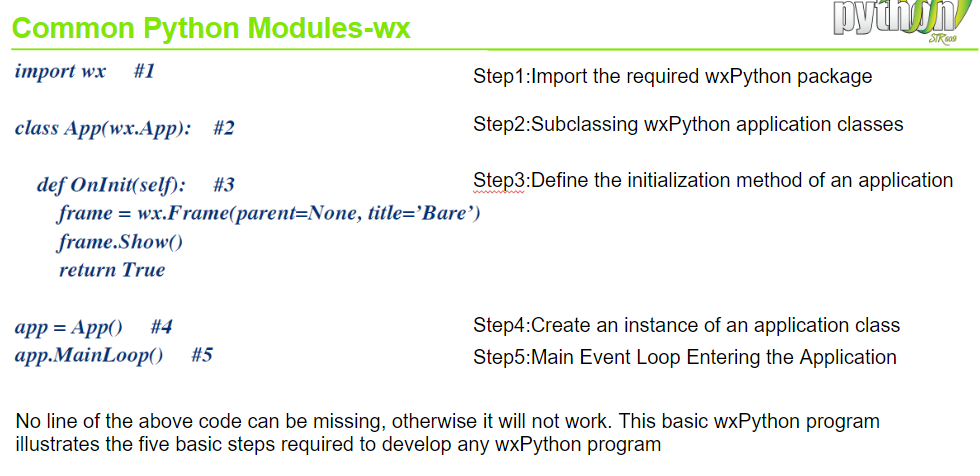 Common Python Modules-wx
python
STR009
import wx #1
Step1:Import the required wxPython package
class App(wx.App): #2
Step2:Subclassing wxPython application classes
def OnInit(self): #3
Step3:Define the initialization method of an application
frame = wx.Frame(parent=None, title=’Bare’)
frame.Show()
return True
app = App() #4
Step4:Create an instance of an application class
app.MainLoop() #5
Step5:Main Event Loop Entering the Application
No line of the above code can be missing, otherwise it will not work. This basic wxPython program
illustrates the five basic steps required to develop any wxPython program